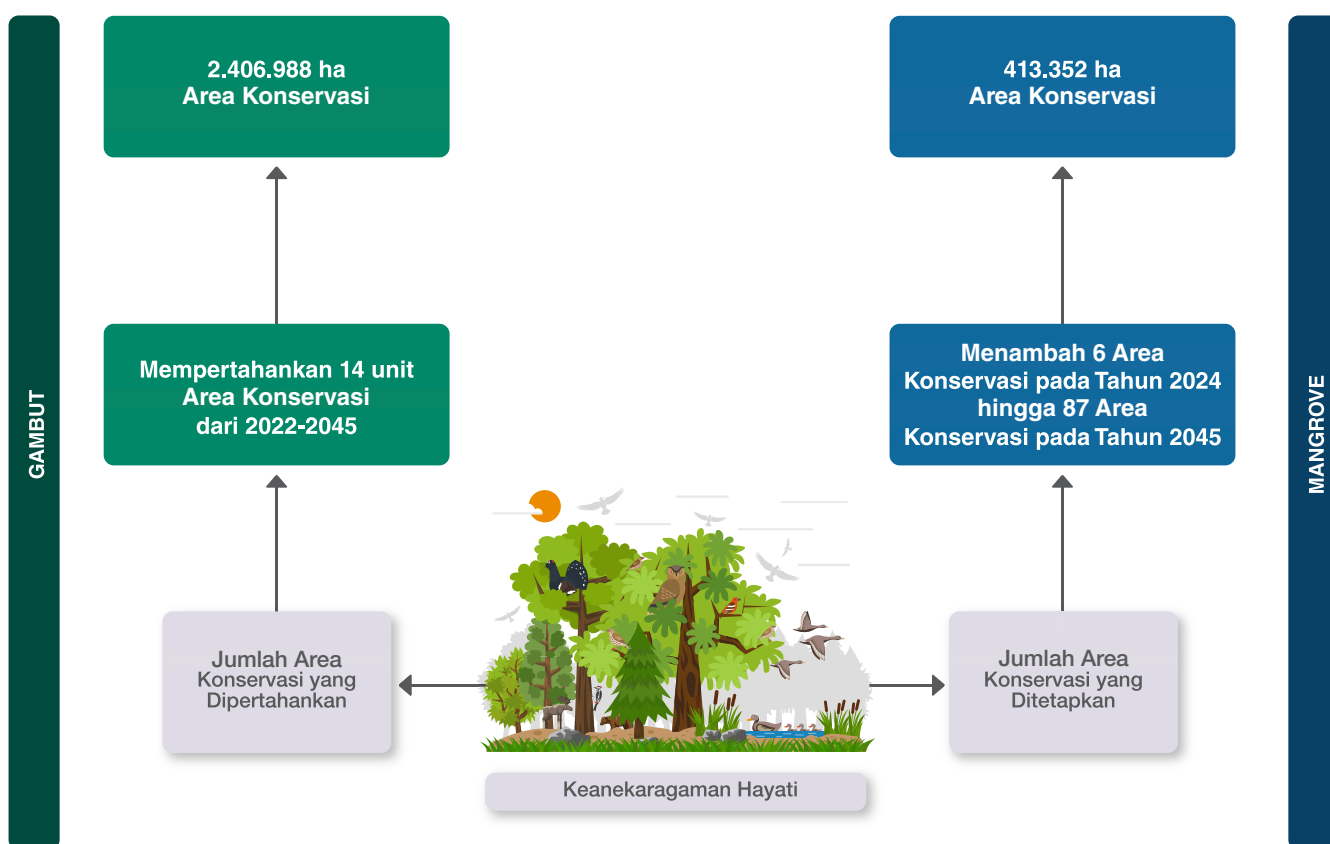 GAMBUT
2.406.988 ha
Area Konservasi
Mempertahankan 14 unit
Area Konservasi
dari 2022-2045
Jumlah Area
Konservasi yang
Dipertahankan
Keanekaragaman Hayati
413.352 ha
Area Konservasi
Menambah 6 Area
Konservasi pada Tahun 2024
hingga 87 Area
Konservasi pada Tahun 2045
Jumlah Area
Konservasi yang
Ditetapkan
MANGROVE